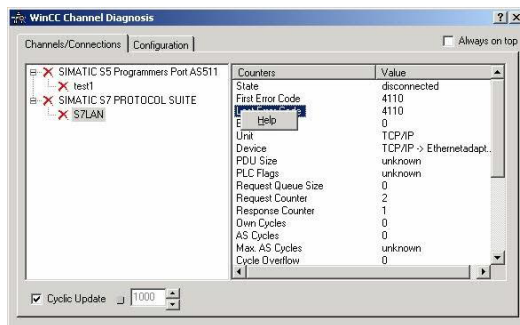 WinCC Channel Diagnosis
Channels/Connections Configuration Always on top
SIMATIC S5 Programmers Port AS511
test1
SIMATIC S7 PROTOCOL SUITE
S7LAN
Counters Value
State disconnected
First Error Code 4110
Last Error Code 4110
Help
0
Unit TCP/IP
Device TCP/IP -> Ethernetadapt..
PDU Size unknown
PLC Flags unknown
Request Queue Size 0
Request Counter 2
Response Counter 1
Own Cycles 0
AS Cycles 0
Max. AS Cycles unknown
Cycle Overflow 0
Cyclic Update 1000